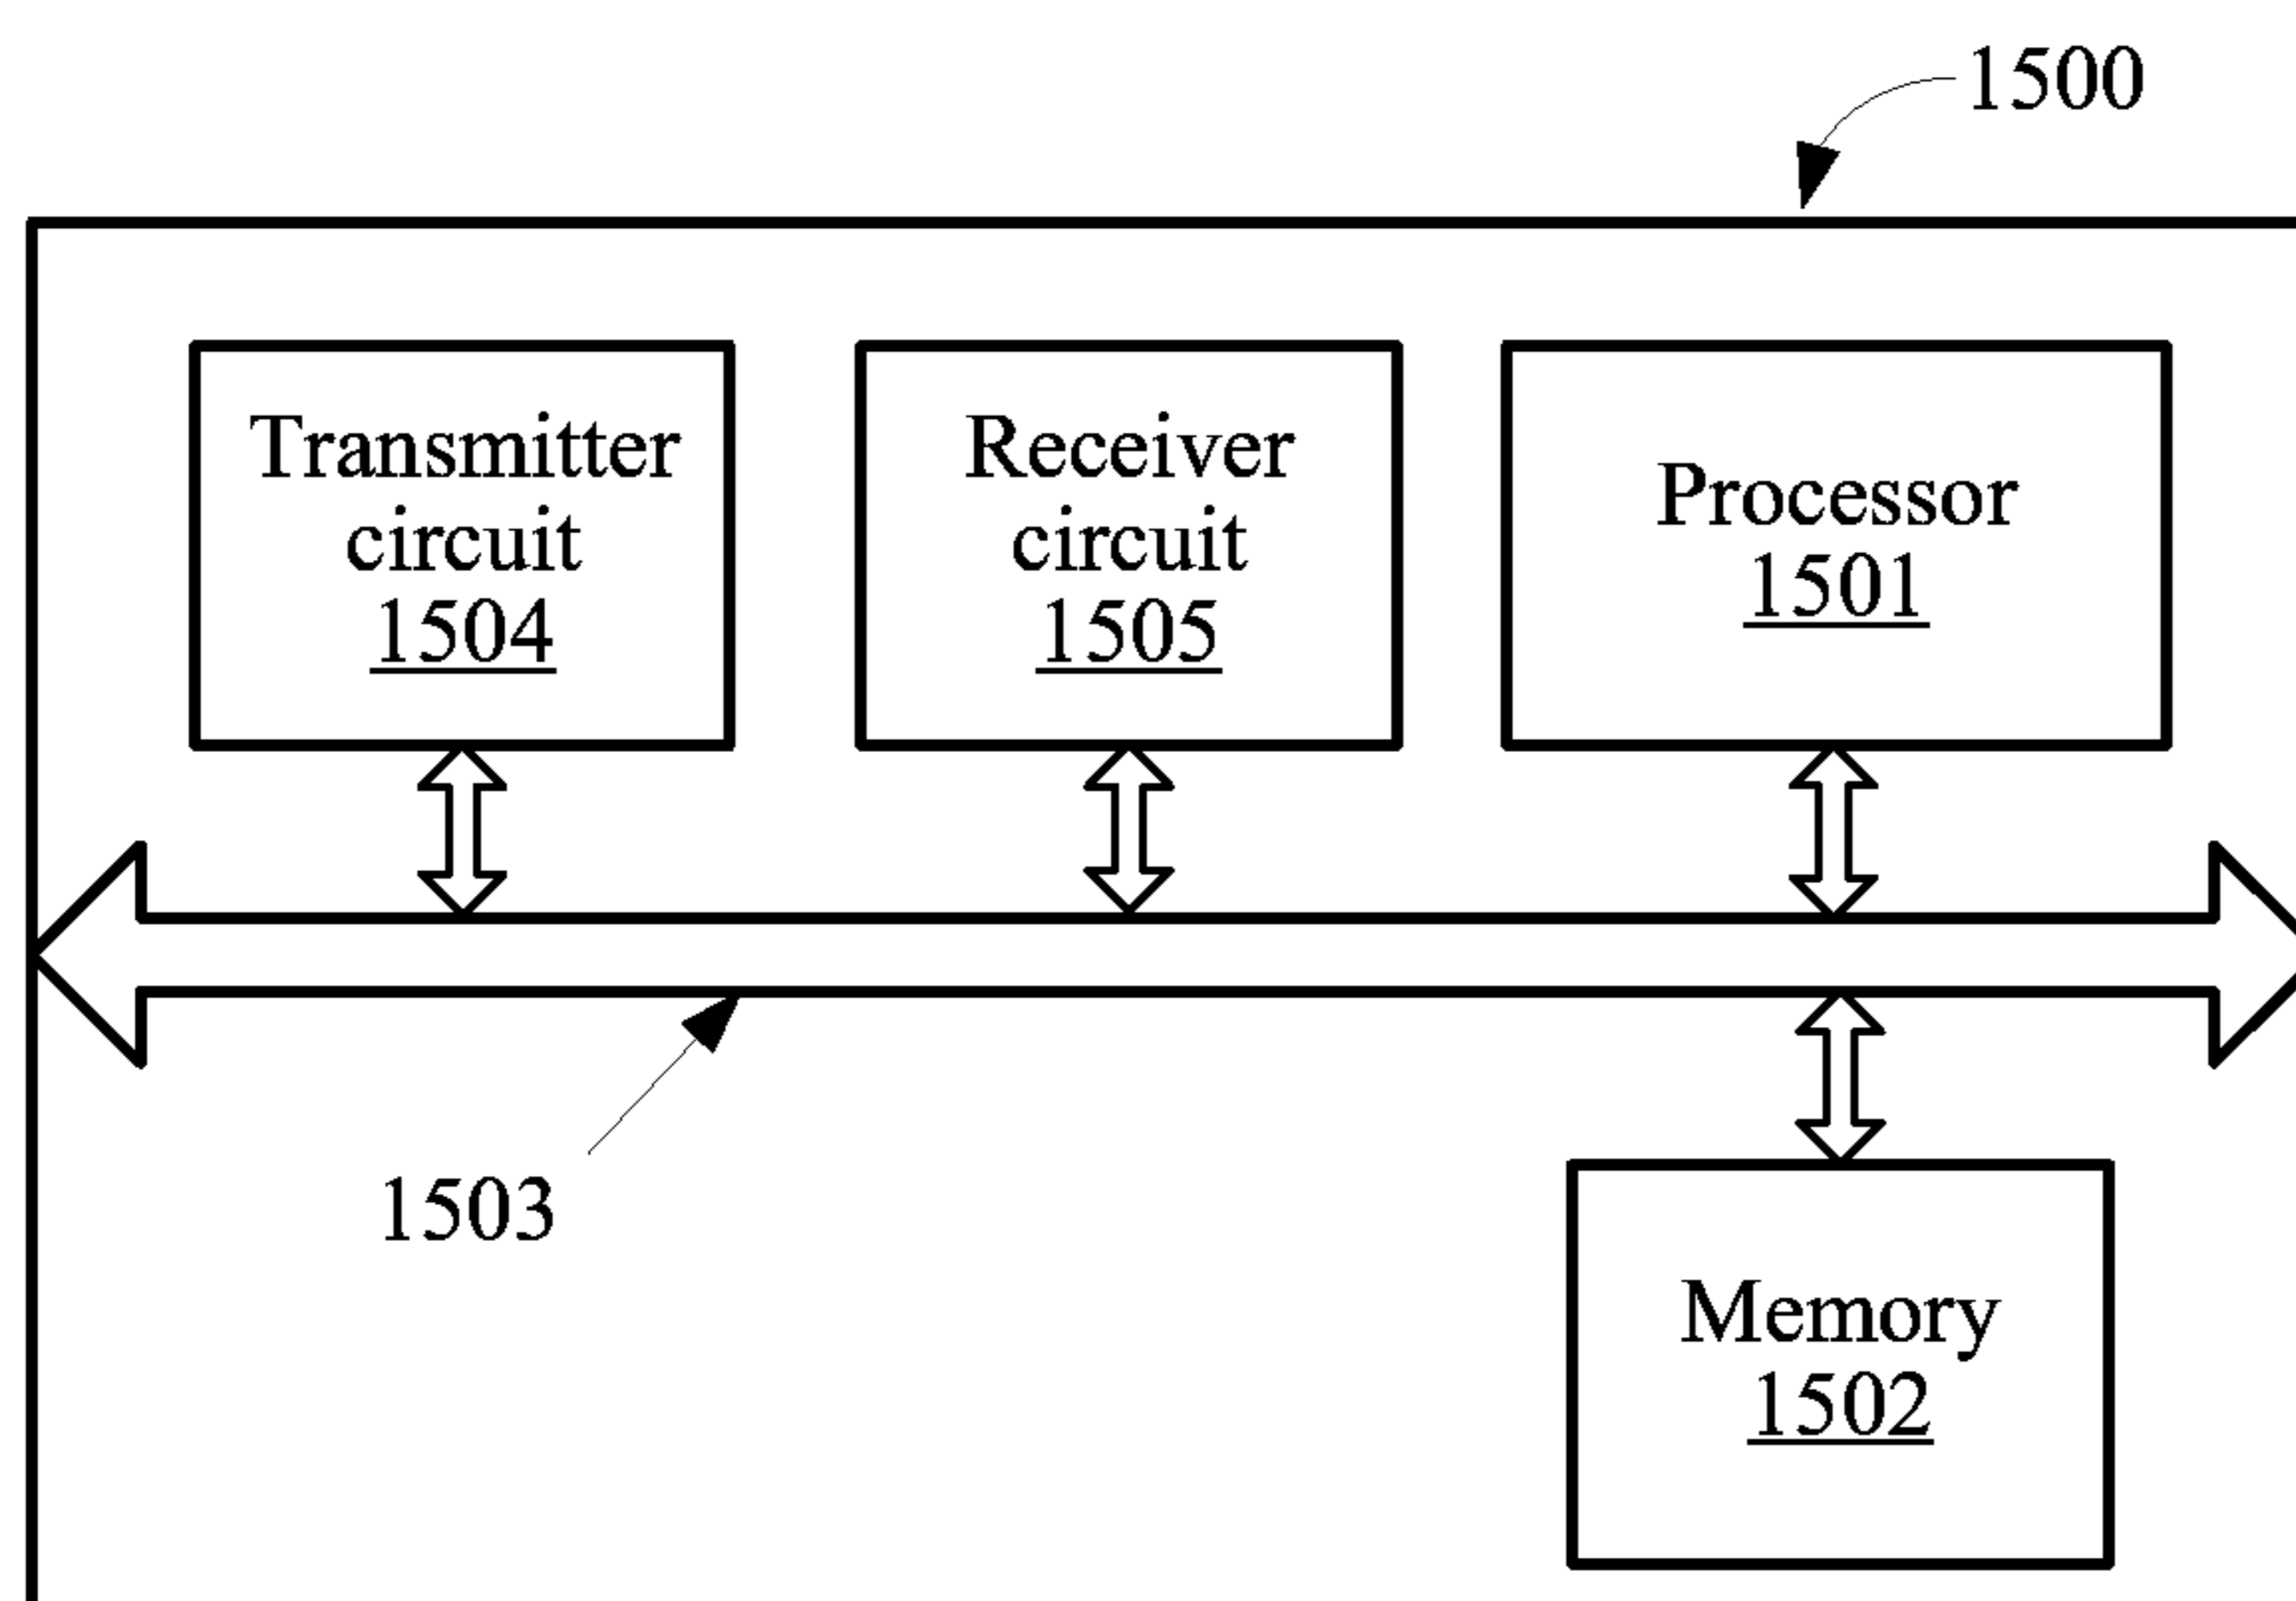 1500
Transmitter
circuit
1504
Receiver
circuit
1505
Processor
1501
1503
Memory
1502